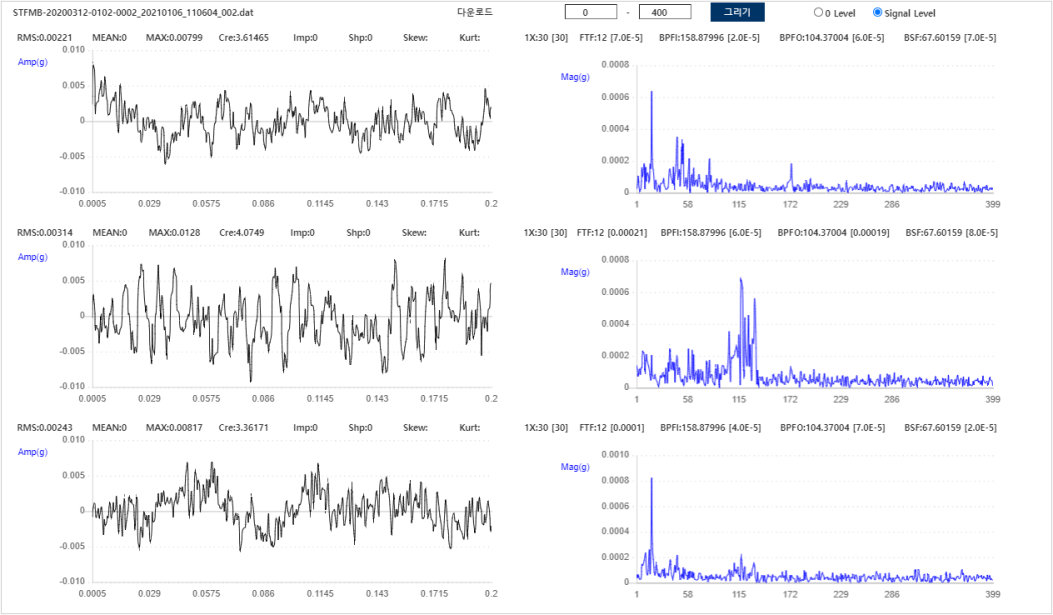 STFMB-20200312-0102-0002_20210106_110604_002.dat 다운로드 0 - 400 그리기 0 Level Signal Level
RMS:0.00221 MEAN:0 MAX:0.00799 Cre:3.61465 Imp:0 Shp:0 Skew: Kurt: 1X:30 [30] FTF:12 [7.0E-5] BPFI:158.87996 [2.0E-5] BPFO:104.37004 [6.0E-5] BSF:67.60159 [7.0E-5]
Amp(g)
0.010
0.005
0
-0.005
-0.010
0.0005 0.029 0.0575 0.086 0.1145 0.143 0.1715 0.2
Mag(g)
0.0008
0.0006
0.0004
0.0002
0
1 58 115 172 229 286 399
RMS:0.00314 MEAN:0 MAX:0.0128 Cre:4.0749 Imp:0 Shp:0 Skew: Kurt: 1X:30 [30] FTF:12 [0.00021] BPFI:158.87996 [6.0E-5] BPFO:104.37004 [0.00019] BSF:67.60159 [8.0E-5]
Amp(g)
0.010
0.005
0
-0.005
-0.010
0.0005 0.029 0.0575 0.086 0.1145 0.143 0.1715 0.2
Mag(g)
0.0008
0.0006
0.0004
0.0002
0
1 58 115 172 229 286 399
RMS:0.00243 MEAN:0 MAX:0.00817 Cre:3.36171 Imp:0 Shp:0 Skew: Kurt: 1X:30 [30] FTF:12 [0.0001] BPFI:158.87996 [4.0E-5] BPFO:104.37004 [7.0E-5] BSF:67.60159 [2.0E-5]
Amp(g)
0.010
0.005
0
-0.005
-0.010
0.0005 0.029 0.0575 0.086 0.1145 0.143 0.1715 0.2
Mag(g)
0.0010
0.0008
0.0006
0.0004
0.0002
0
1 58 115 172 229 286 399